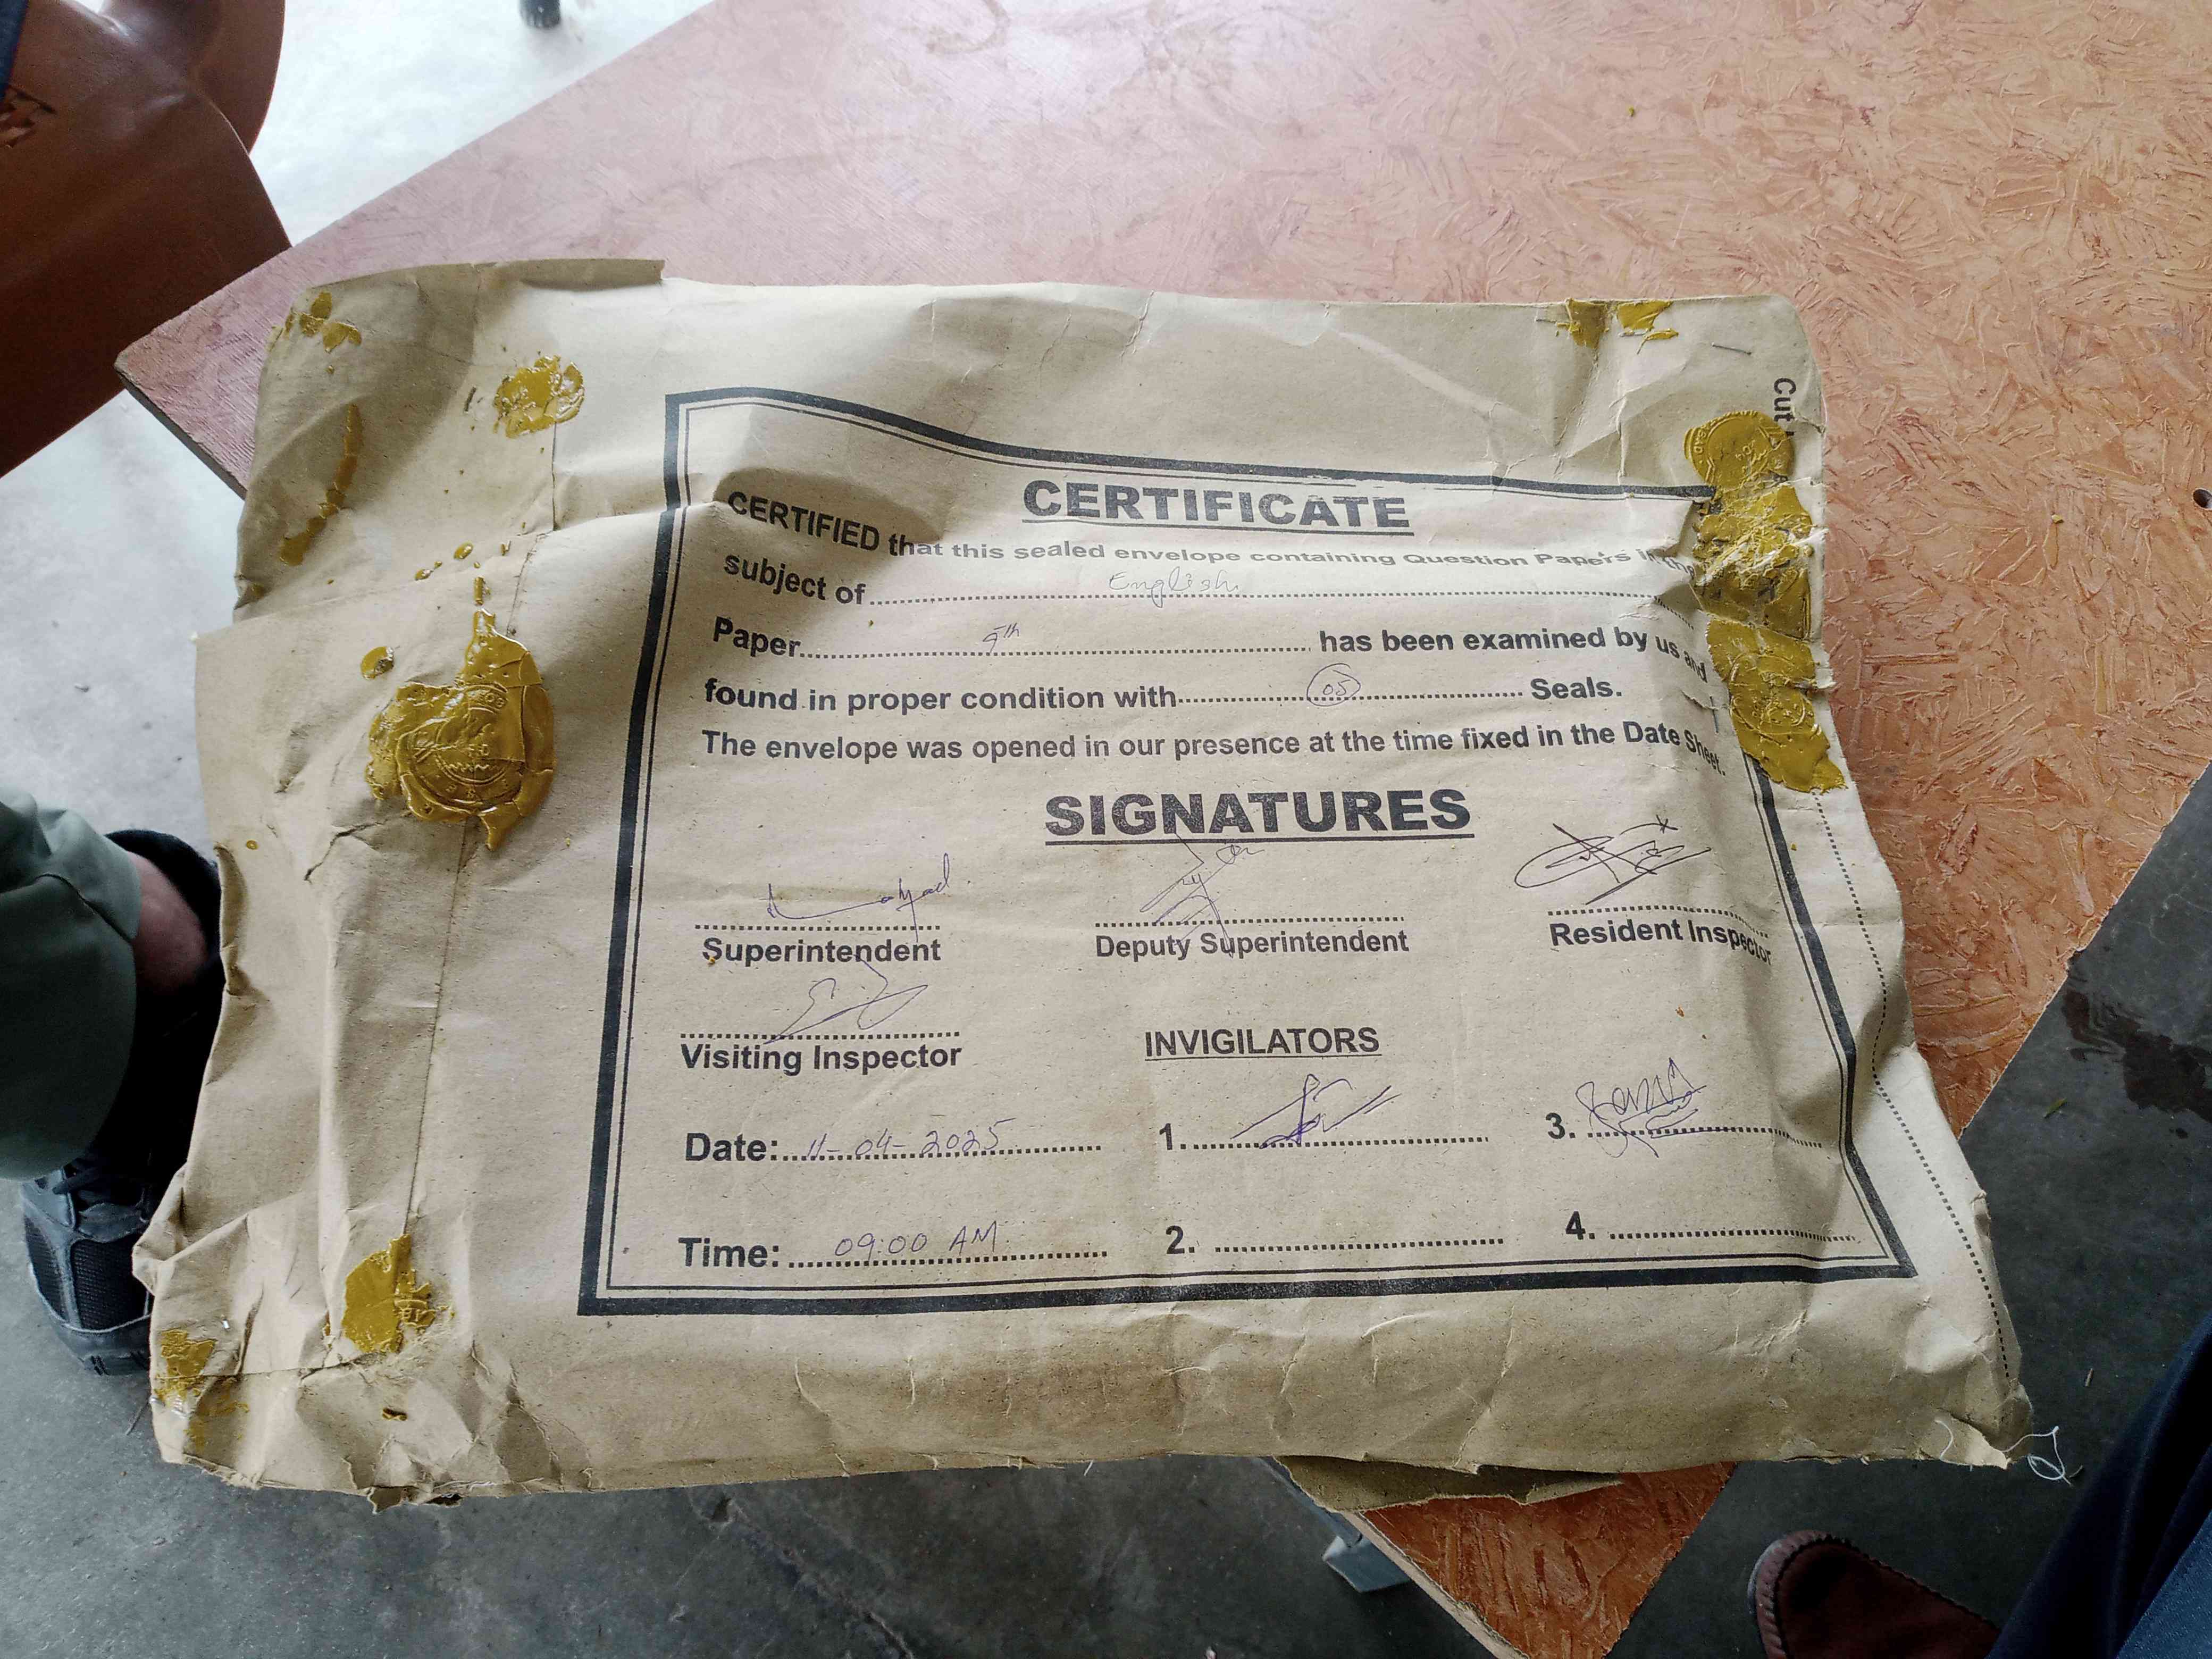 Cut
CERTIFICATE
CERTIFIED that this sealed envelope containing Question Papers in the
subject of English
Paper 9th has been examined by us and
found in proper condition with 05 Seals.
The envelope was opened in our presence at the time fixed in the Date Sheet.
SIGNATURES
Superintendent Deputy Superintendent Resident Inspector
Visiting Inspector INVIGILATORS
Date: 11-04-2025 1. 3.
Time: 09:00 AM 2. 4.